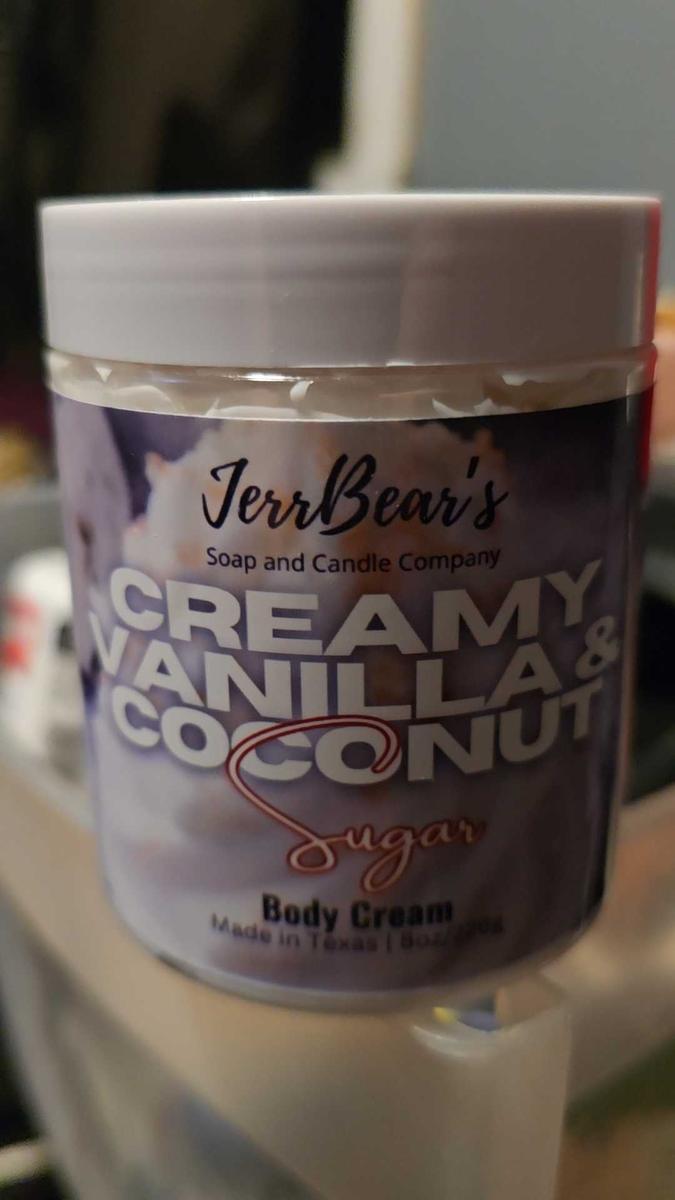 JerrBear's
Soap and Candle Company
CREAMY
VANILLA &
COCONUT
Sugar
Body Cream
Made in Texas | 8oz/